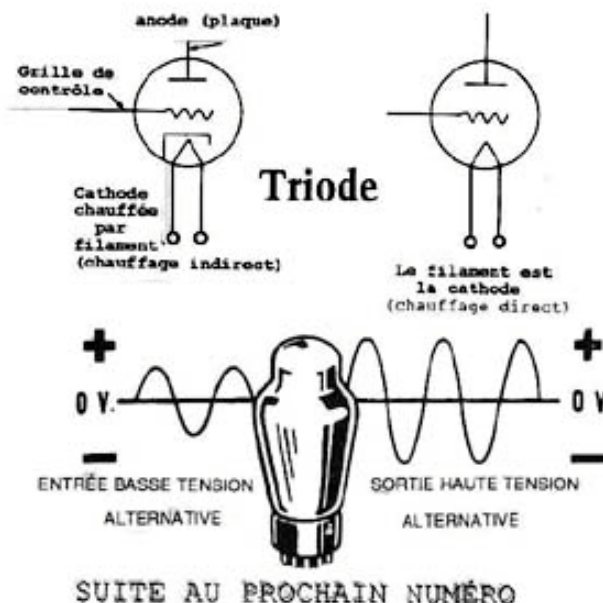 anode (plaque)
Grille de
contrôle
Triode
Cathode
chauffée
par
filament
(chauffage indirect)
Le filament est
la cathode
(chauffage direct)
+
+
0 V.
0 V
-
-
ENTRÉE BASSE TENSION
ALTERNATIVE
SORTIE HAUTE TENSION
ALTERNATIVE
SUITE AU PROCHAIN NUMÉRO